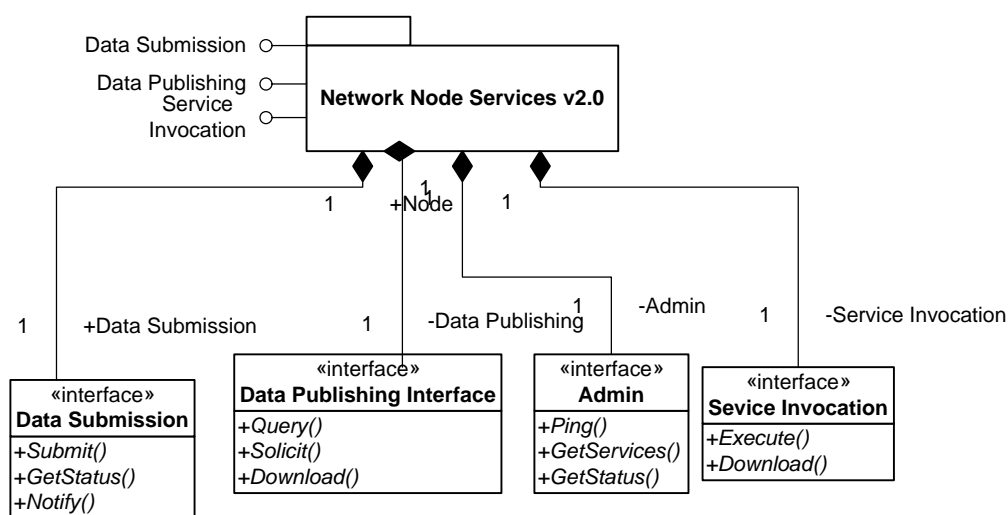 Data Submission
Data Publishing
Service
Invocation
Network Node Services v2.0
1
+Node
1
1
1
1
+Data Submission
1
-Data Publishing
1
-Admin
1
-Service Invocation
«interface»
Data Submission
+Submit()
+GetStatus()
+Notify()
«interface»
Data Publishing Interface
+Query()
+Solicit()
+Download()
«interface»
Admin
+Ping()
+GetServices()
+GetStatus()
«interface»
Sevice Invocation
+Execute()
+Download()